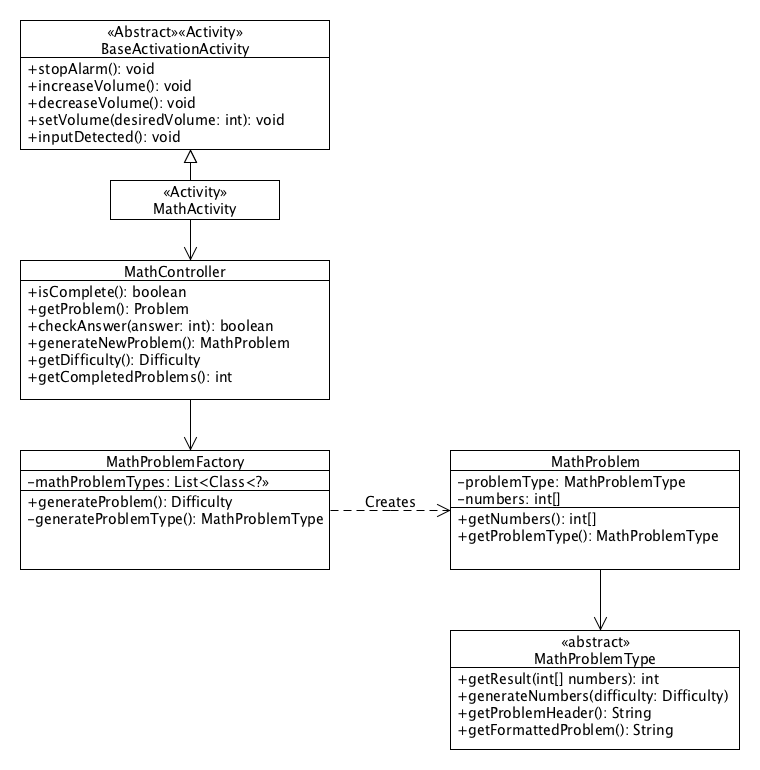 «Abstract»«Activity»
BaseActivationActivity
+stopAlarm(): void
+increaseVolume(): void
+decreaseVolume(): void
+setVolume(desiredVolume: int): void
+inputDetected(): void
«Activity»
MathActivity
MathController
+isComplete(): boolean
+getProblem(): Problem
+checkAnswer(answer: int): boolean
+generateNewProblem(): MathProblem
+getDifficulty(): Difficulty
+getCompletedProblems(): int
MathProblemFactory
-mathProblemTypes: List<Class<?»
+generateProblem(): Difficulty
-generateProblemType(): MathProblemType
Creates
MathProblem
-problemType: MathProblemType
-numbers: int[]
+getNumbers(): int[]
+getProblemType(): MathProblemType
«abstract»
MathProblemType
+getResult(int[] numbers): int
+generateNumbers(difficulty: Difficulty)
+getProblemHeader(): String
+getFormattedProblem(): String